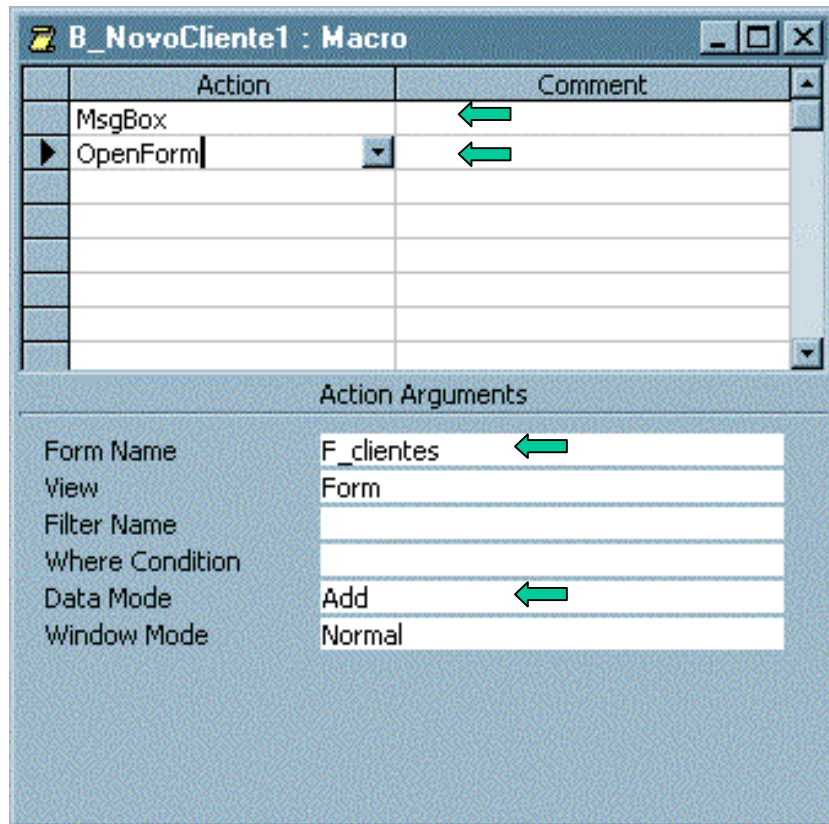 B_NovoCliente1 : Macro
Action Comment
MsgBox
OpenForm
Action Arguments
Form Name F_clientes
View Form
Filter Name
Where Condition
Data Mode Add
Window Mode Normal